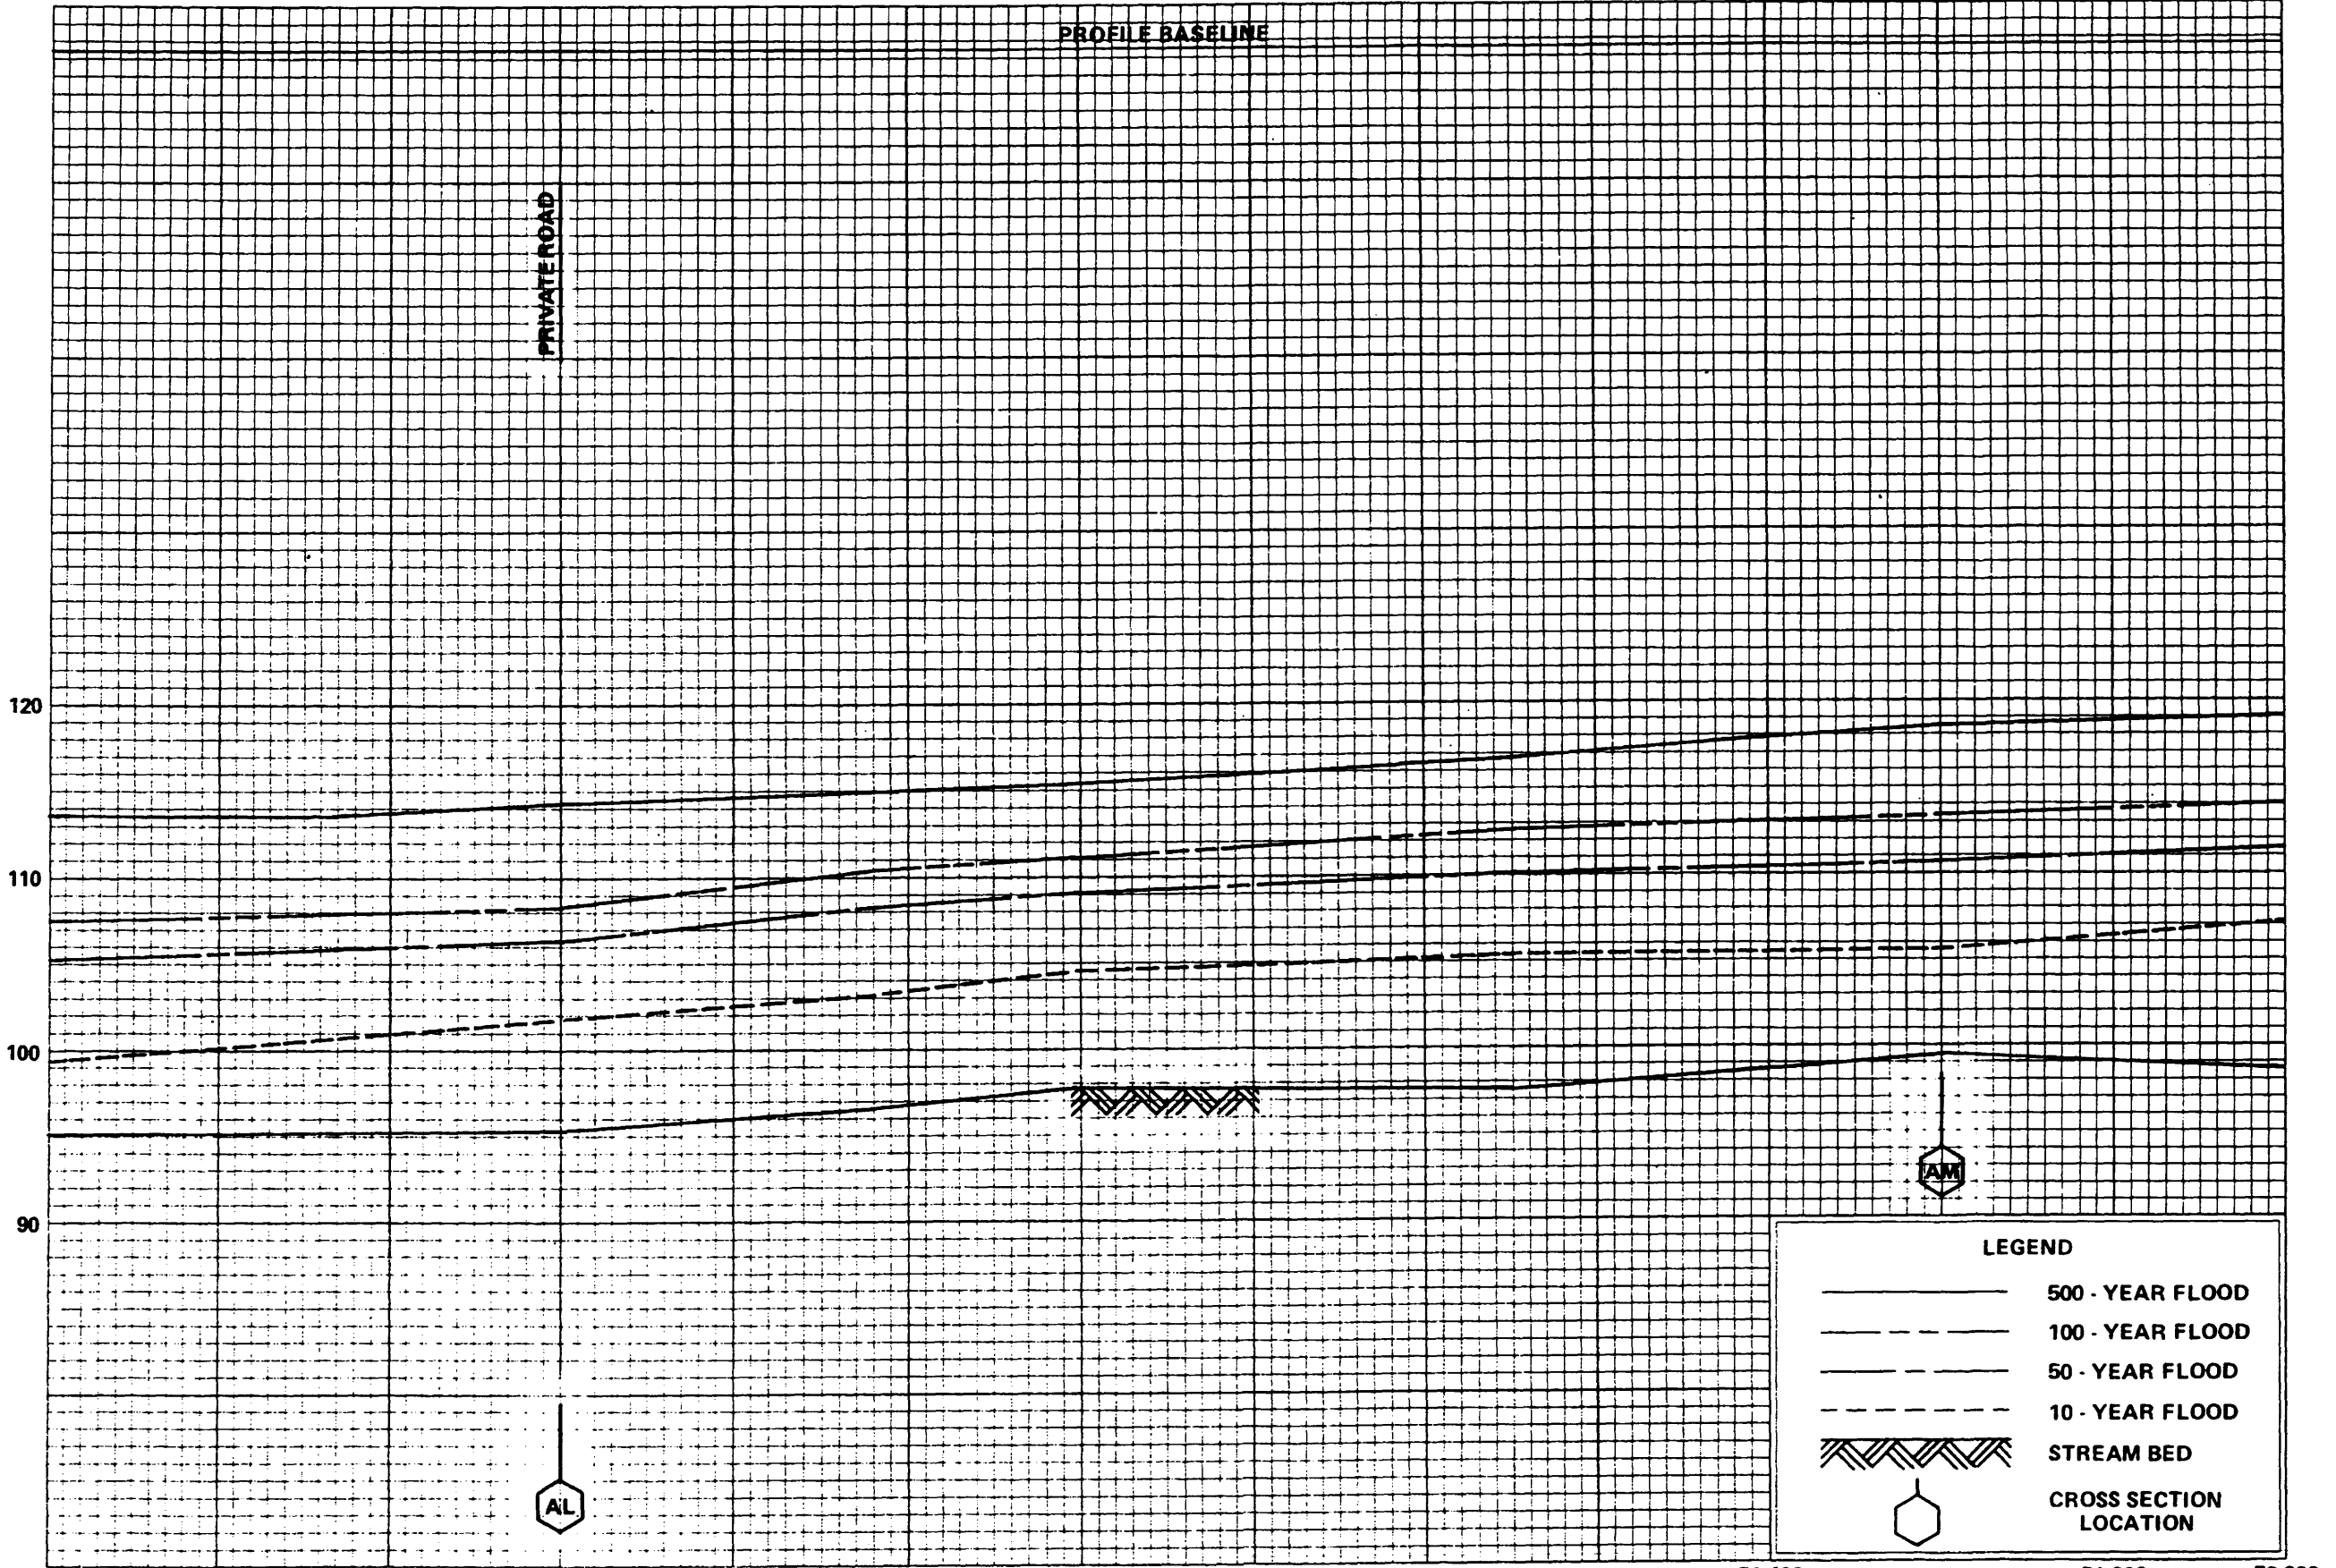 PROFILE BASELINE
PRIVATE ROAD
120
110
100
90
AL
AM
LEGEND
500 - YEAR FLOOD
100 - YEAR FLOOD
50 - YEAR FLOOD
10 - YEAR FLOOD
STREAM BED
CROSS SECTION
LOCATION